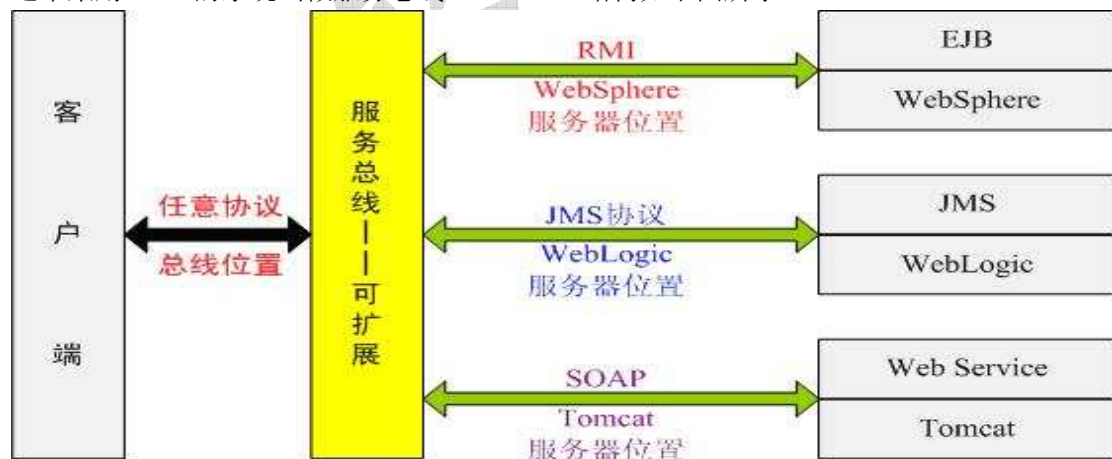 客户端
任意协议
总线位置
服务总线——可扩展
RMI
WebSphere
服务器位置
EJB
WebSphere
JMS协议
WebLogic
服务器位置
JMS
WebLogic
SOAP
Tomcat
服务器位置
Web Service
Tomcat